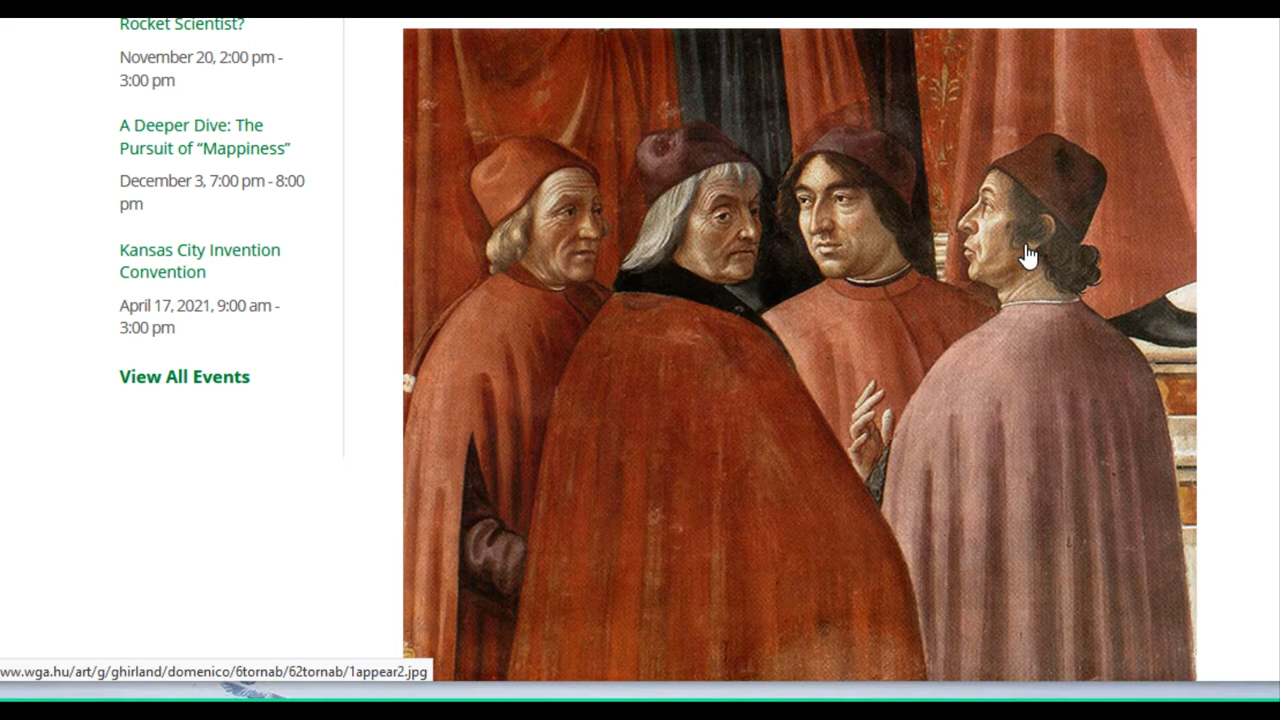 Rocket Scientist?
November 20, 2:00 pm -
3:00 pm
A Deeper Dive: The
Pursuit of “Mappiness”
December 3, 7:00 pm - 8:00
pm
Kansas City Invention
Convention
April 17, 2021, 9:00 am -
3:00 pm
View All Events
ww.wga.hu/art/g/ghirland/domenico/6tornab/62tornab/1appear2.jpg